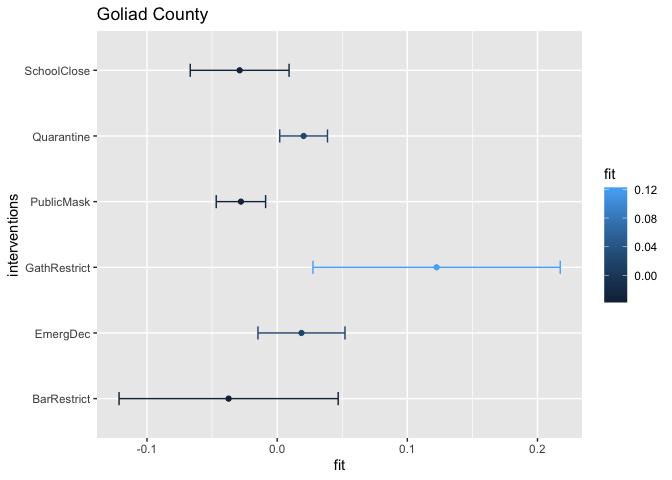 Goliad County
SchoolClose
Quarantine
PublicMask
GathRestrict
EmergDec
BarRestrict
interventions
-0.1 0.0 0.1 0.2
fit
fit
0.12
0.08
0.04
0.00